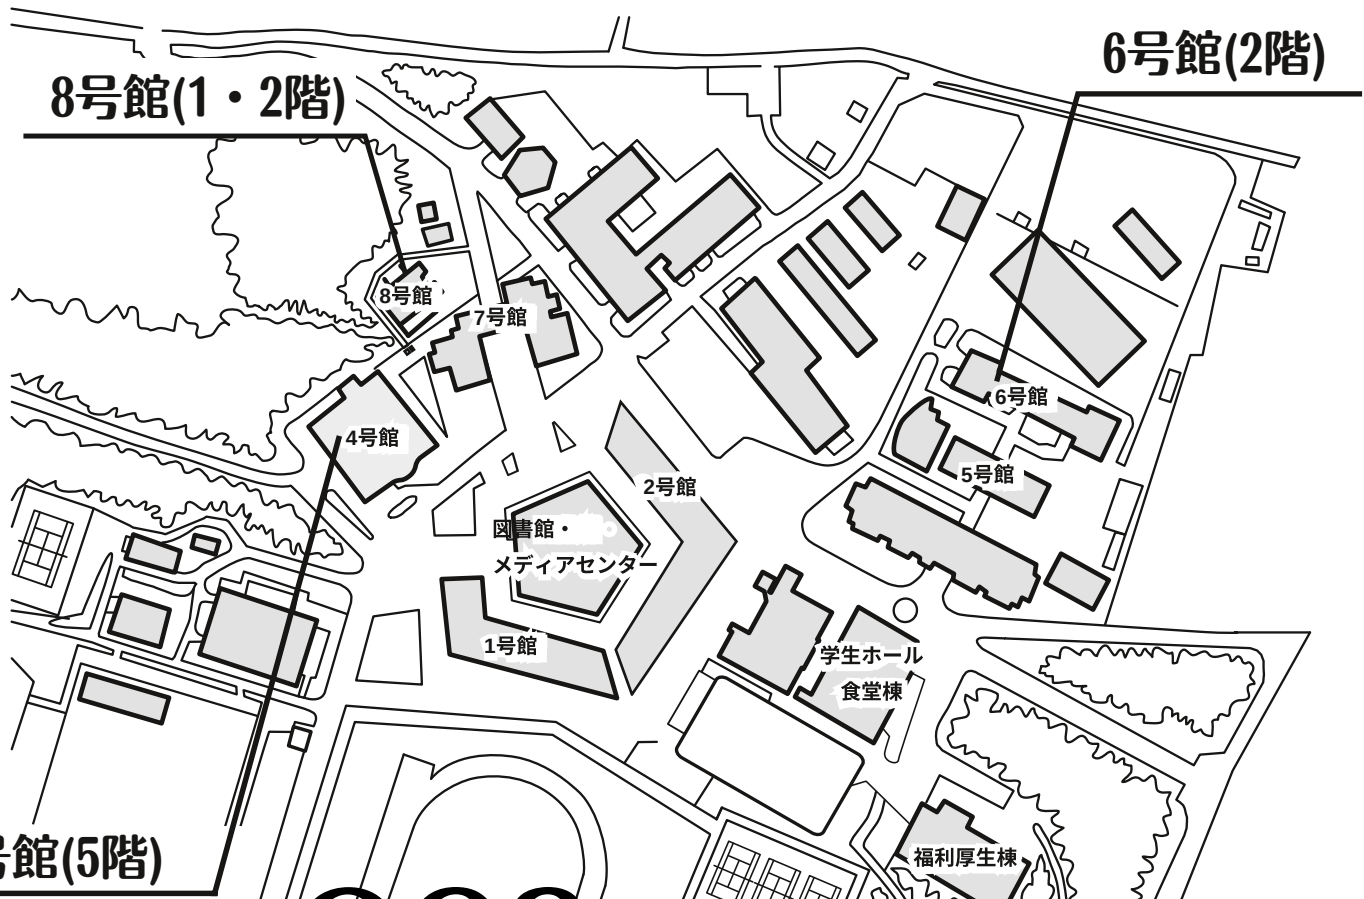 6号館(2階)
8号館(1・2階)
8号館
7号館
6号館
4号館
5号館
2号館
図書館・
メディアセンター
1号館
学生ホール
食堂棟
号館(5階)
福利厚生棟